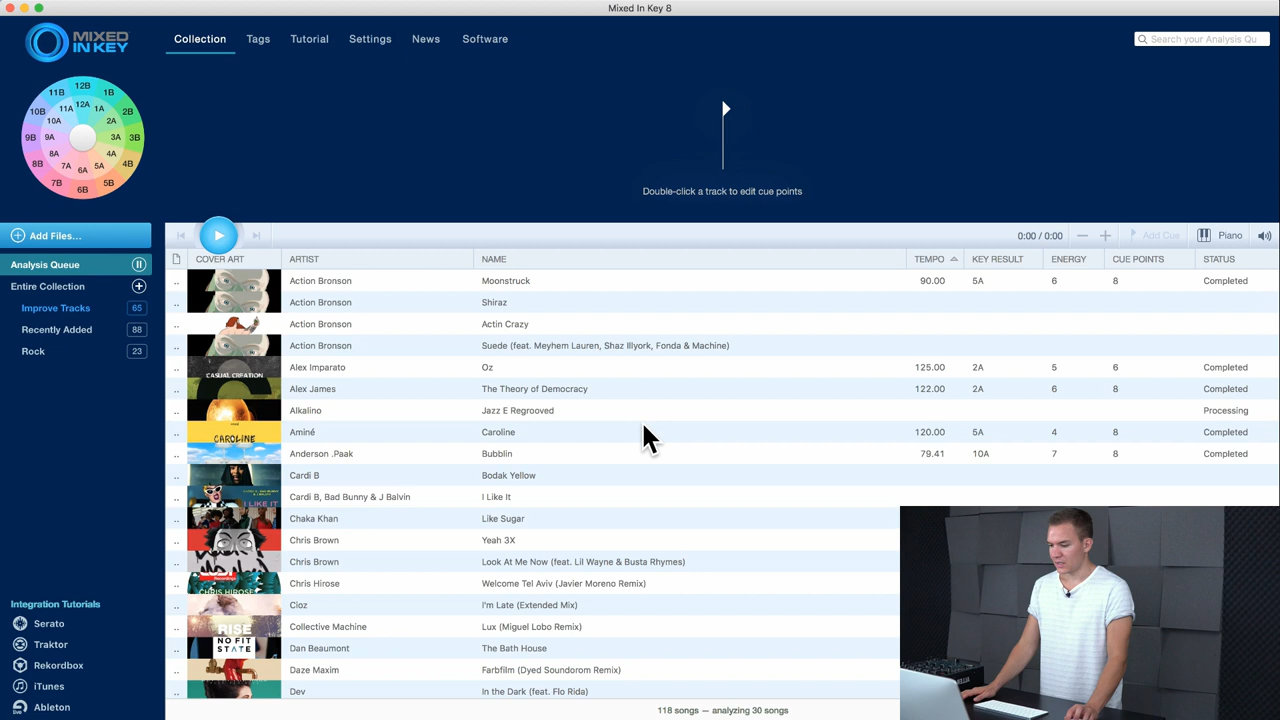 Mixed In Key 8
MIXED IN KEY
Collection Tags Tutorial Settings News Software
Search your Analysis Qu
12B 1B 2B 3B 4B 5B 6B 7B 8B 9B 10B 11B
12A 1A 2A 3A 4A 5A 6A 7A 8A 9A 10A 11A
Double-click a track to edit cue points
Add Files...
0:00 / 0:00 Add Cue Piano
Analysis Queue
Entire Collection
Improve Tracks 65
Recently Added 88
Rock 23
COVER ART ARTIST NAME TEMPO KEY RESULT ENERGY CUE POINTS STATUS
Action Bronson Moonstruck 90.00 5A 6 8 Completed
Action Bronson Shiraz
Action Bronson Actin Crazy
Action Bronson Suede (feat. Meyhem Lauren, Shaz Illyork, Fonda & Machine)
CASUAL CREATION Alex Imparato Oz 125.00 2A 5 6 Completed
Alex James The Theory of Democracy 122.00 2A 6 8 Completed
Alkalino Jazz E Regrooved Processing
CAROLINE Aminé Caroline 120.00 5A 4 8 Completed
Anderson .Paak Bubblin 79.41 10A 7 8 Completed
Cardi B Bodak Yellow
I LIKE IT Cardi B, Bad Bunny & J Balvin I Like It
Chaka Khan Like Sugar
Chris Brown Yeah 3X
Chris Brown Look At Me Now (feat. Lil Wayne & Busta Rhymes)
CHRIS HIROSE Chris Hirose Welcome Tel Aviv (Javier Moreno Remix)
Cioz I'm Late (Extended Mix)
RISE Collective Machine Lux (Miguel Lobo Remix)
NO FIT STATE Dan Beaumont The Bath House
Daze Maxim Farbfilm (Dyed Soundorom Remix)
Dev In the Dark (feat. Flo Rida)
118 songs — analyzing 30 songs
Integration Tutorials
Serato
Traktor
Rekordbox
iTunes
Ableton